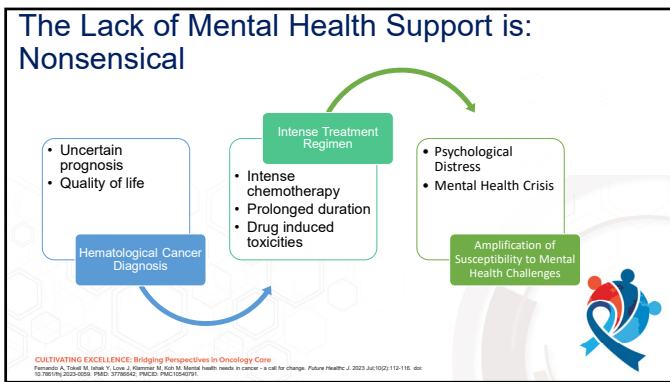 The Lack of Mental Health Support is:
Nonsensical
• Uncertain
prognosis
• Quality of life
Hematological Cancer
Diagnosis
Intense Treatment
Regimen
• Intense
chemotherapy
• Prolonged duration
• Drug induced
toxicities
• Psychological
Distress
• Mental Health Crisis
Amplification of
Susceptibility to Mental
Health Challenges
CULTIVATING EXCELLENCE: Bridging Perspectives in Oncology Care
Fernando A, Tokell M, Ishak Y, Love J, Klammer M, Koh M. Mental health needs in cancer - a call for change. Future Healthc J. 2023 Jul;10(2):112-116. doi:
10.7861/fhj.2023-0059. PMID: 37786642; PMCID: PMC10540791.